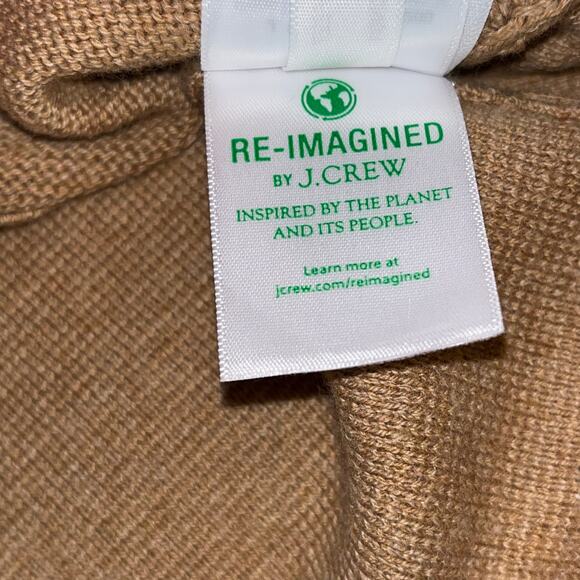 RE-IMAGINED
BY J.CREW
INSPIRED BY THE PLANET
AND ITS PEOPLE.
Learn more at
jcrew.com/reimagined